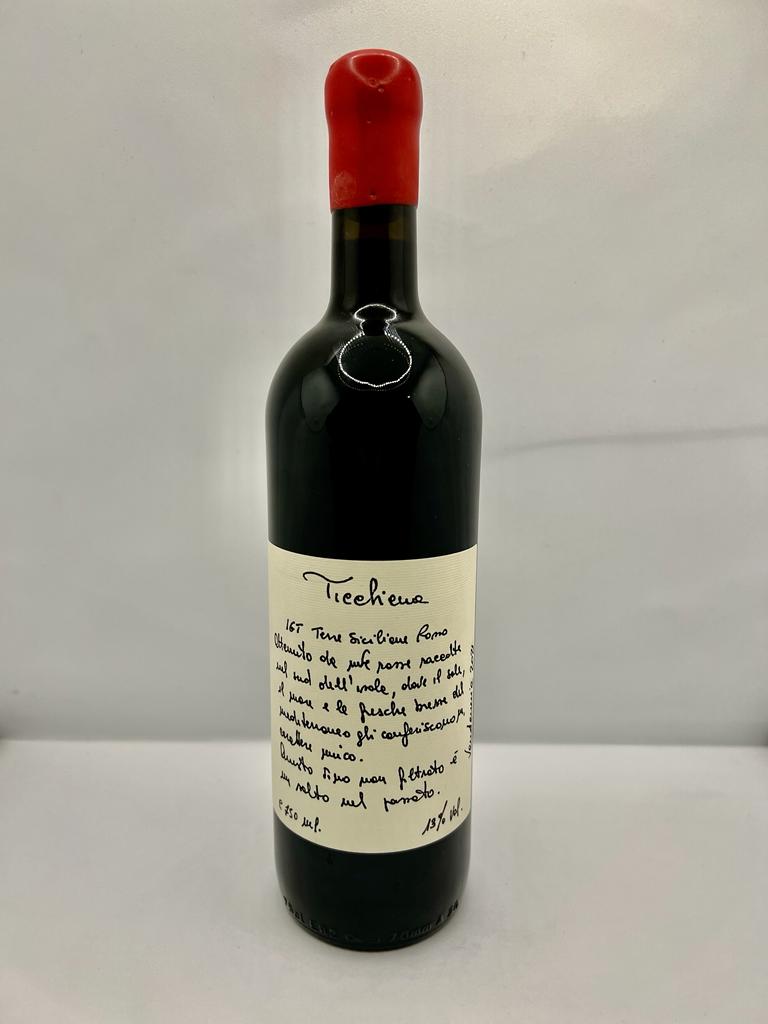 Ticchiena
IGT Terre Siciliane Rosso
Ottenuto da uve rosse raccolte
nel sud dell'isola, dove il sole,
il mare e le fresche brezze del
mediterraneo gli conferiscono
carattere unico.
Questo vino non filtrato è
un salto nel passato.
e 750 ml.
13% Vol.
Vendemmia